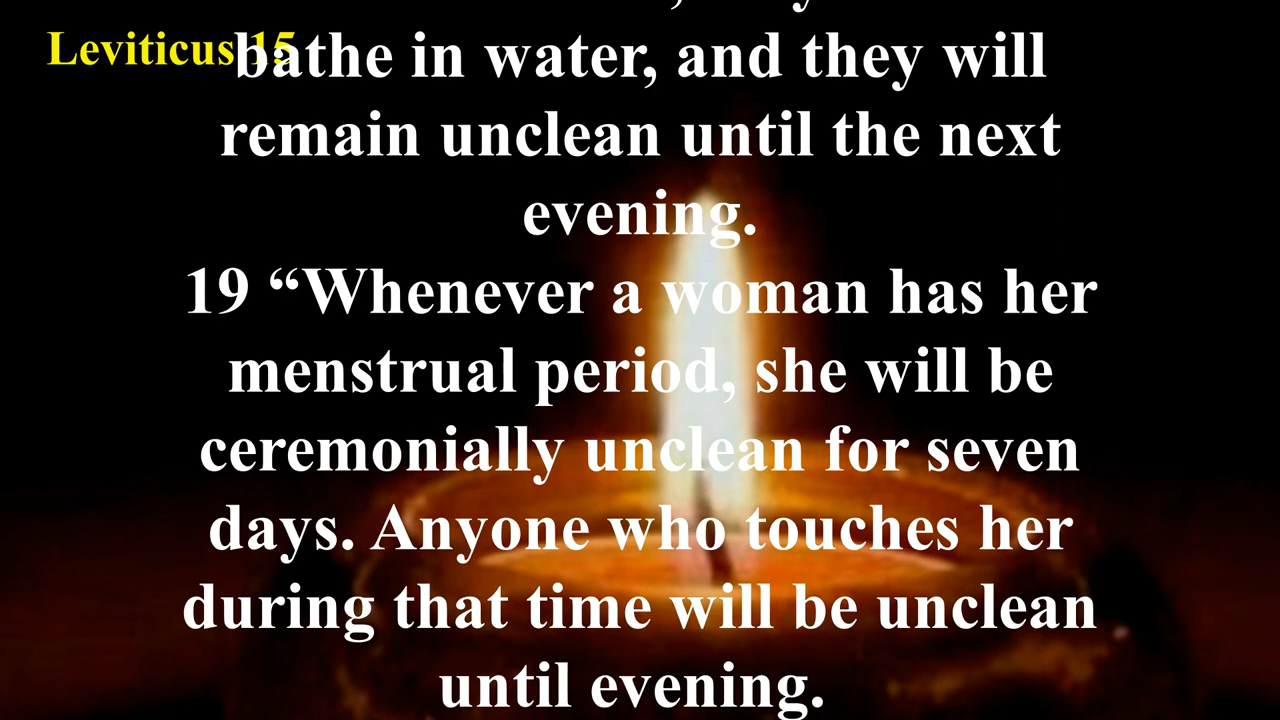 Leviticus 15
bathe in water, and they will
remain unclean until the next
evening.
19 “Whenever a woman has her
menstrual period, she will be
ceremonially unclean for seven
days. Anyone who touches her
during that time will be unclean
until evening.